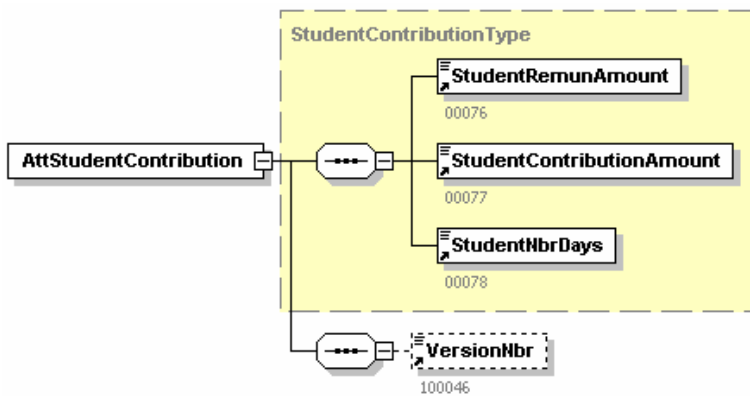 StudentContributionType
StudentRemunAmount
00076
AttStudentContribution
StudentContributionAmount
00077
StudentNbrDays
00078
VersionNbr
100046